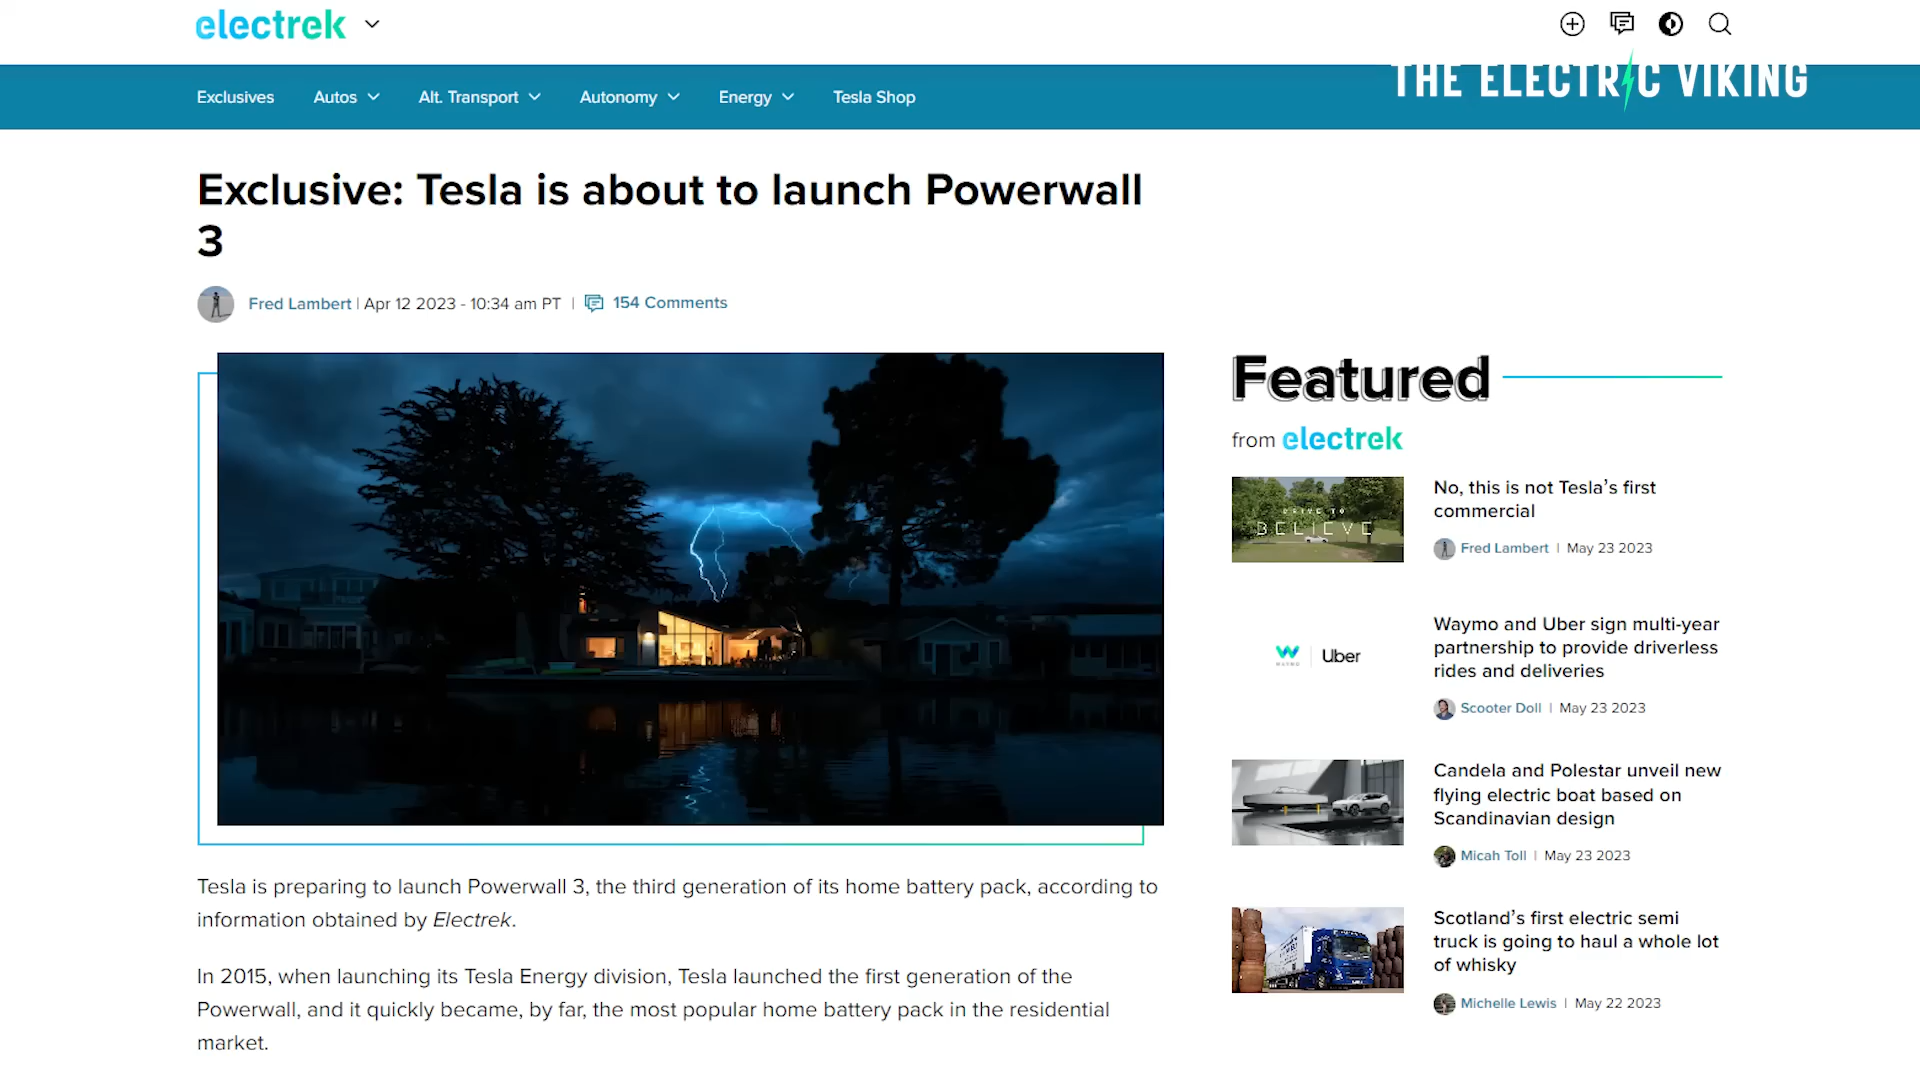 electrek
THE ELECTRIC VIKING
Exclusives Autos Alt. Transport Autonomy Energy Tesla Shop
Exclusive: Tesla is about to launch Powerwall
3
Fred Lambert | Apr 12 2023 - 10:34 am PT | 154 Comments
Tesla is preparing to launch Powerwall 3, the third generation of its home battery pack, according to
information obtained by Electrek.
In 2015, when launching its Tesla Energy division, Tesla launched the first generation of the
Powerwall, and it quickly became, by far, the most popular home battery pack in the residential
market.
Featured
from electrek
DRIVE TO
BELIEVE
No, this is not Tesla's first
commercial
Fred Lambert | May 23 2023
WAYMO | Uber
Waymo and Uber sign multi-year
partnership to provide driverless
rides and deliveries
Scooter Doll | May 23 2023
Candela and Polestar unveil new
flying electric boat based on
Scandinavian design
Micah Toll | May 23 2023
Scotland's first electric semi
truck is going to haul a whole lot
of whisky
Michelle Lewis | May 22 2023